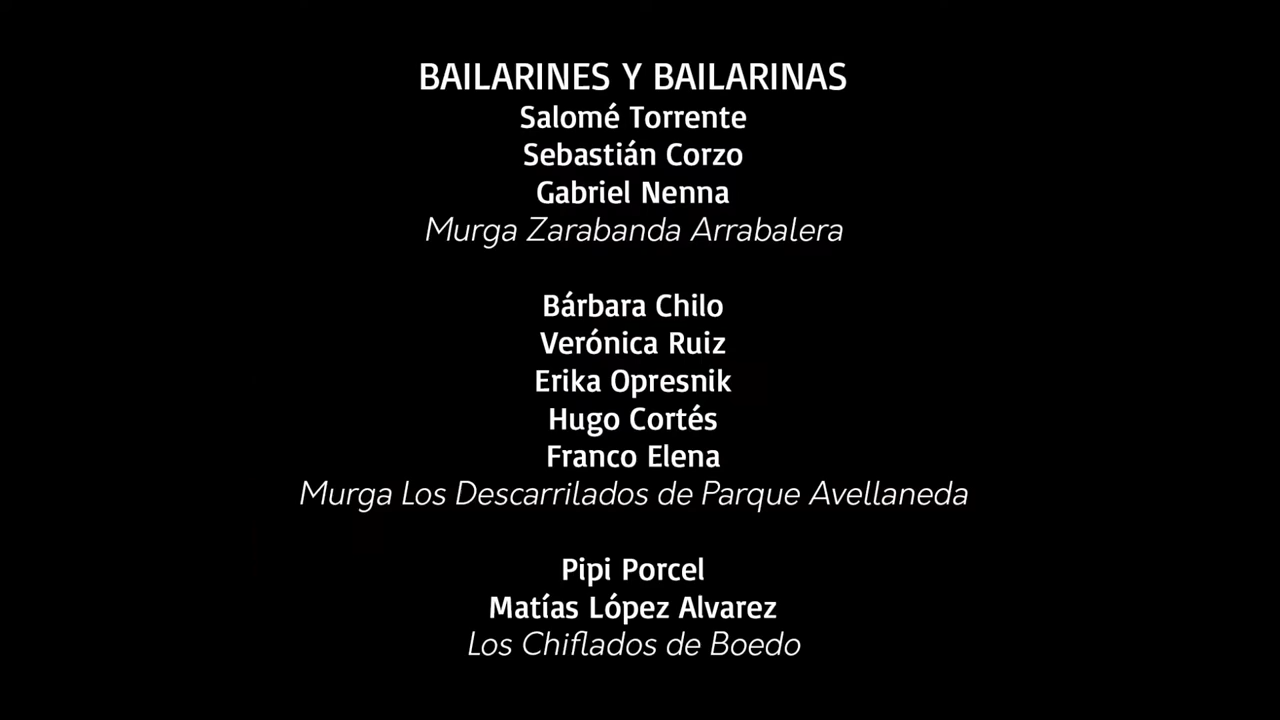 BAILARINES Y BAILARINAS
Salomé Torrente
Sebastián Corzo
Gabriel Nenna
Murga Zarabanda Arrabalera
Bárbara Chilo
Verónica Ruiz
Erika Opresnik
Hugo Cortés
Franco Elena
Murga Los Descarrilados de Parque Avellaneda
Pipi Porcel
Matías López Alvarez
Los Chiflados de Boedo